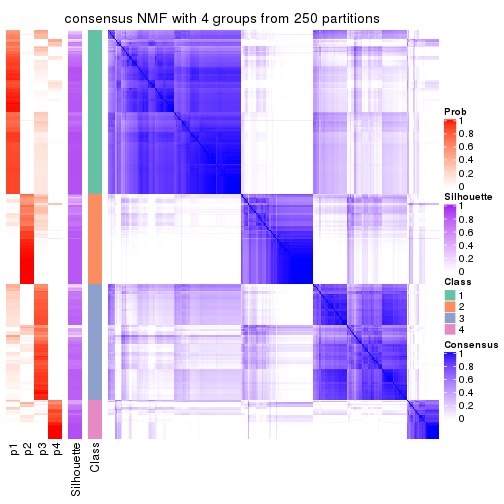 consensus NMF with 4 groups from 250 partitions
Prob
1
0.8
0.6
0.4
0.2
0
Silhouette
1
0.8
0.6
0.4
0.2
0
Class
1
2
3
4
Consensus
1
0.8
0.6
0.4
0.2
0
p1
p2
p3
p4
Silhouette
Class